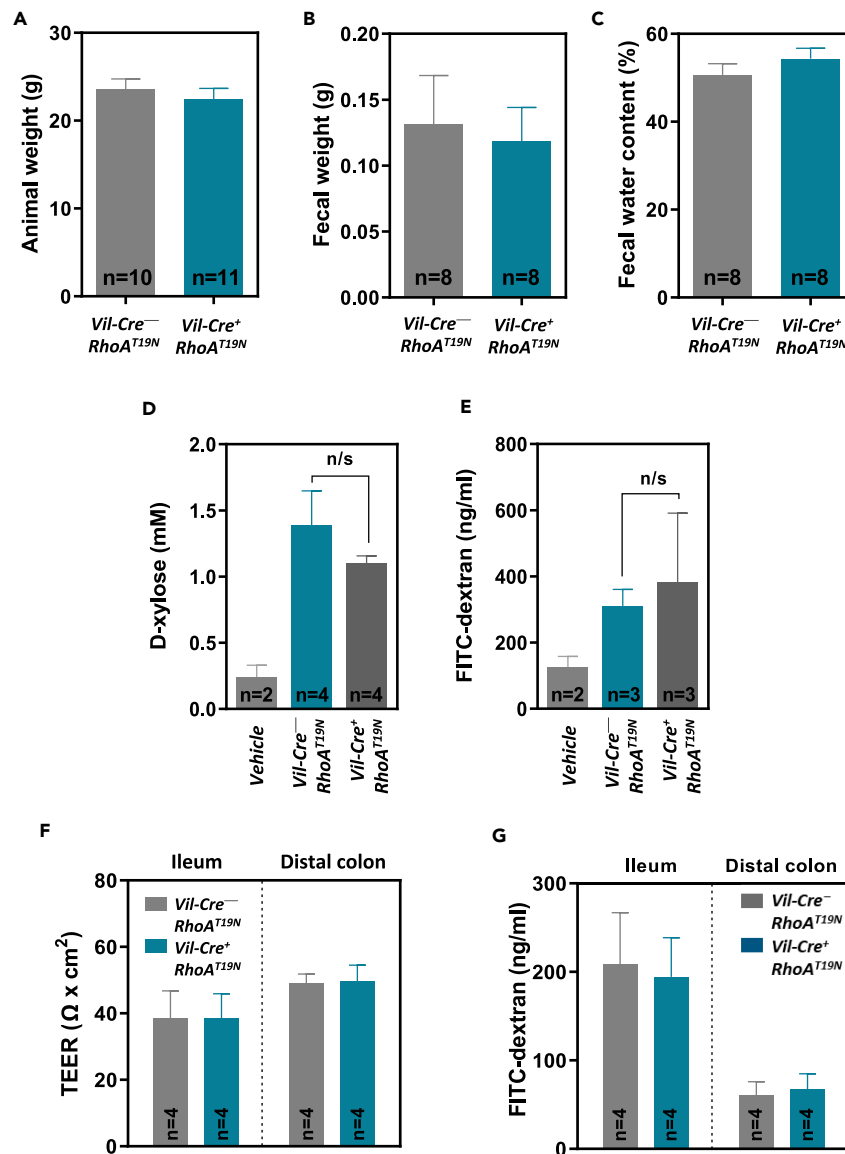 A
Animal weight (g)
30
20
10
0
n=10
n=11
Vil-Cre—
RhoAT19N
Vil-Cre+
RhoAT19N
B
Fecal weight (g)
0.20
0.15
0.10
0.05
0.00
n=8
n=8
Vil-Cre—
RhoAT19N
Vil-Cre+
RhoAT19N
C
Fecal water content (%)
60
40
20
0
n=8
n=8
Vil-Cre—
RhoAT19N
Vil-Cre+
RhoAT19N
D
D-xylose (mM)
2.0
1.5
1.0
0.5
0.0
n/s
n=2
n=4
n=4
Vehicle
Vil-Cre—
RhoAT19N
Vil-Cre+
RhoAT19N
E
FITC-dextran (ng/ml)
800
600
400
200
0
n/s
n=2
n=3
n=3
Vehicle
Vil-Cre—
RhoAT19N
Vil-Cre+
RhoAT19N
F
Ileum
Distal colon
TEER (Ω x cm2)
80
60
40
20
0
Vil-Cre—
RhoAT19N
Vil-Cre+
RhoAT19N
n=4
n=4
n=4
n=4
G
Ileum
Distal colon
FITC-dextran (ng/ml)
300
200
100
0
Vil-Cre−
RhoAT19N
Vil-Cre+
RhoAT19N
n=4
n=4
n=4
n=4